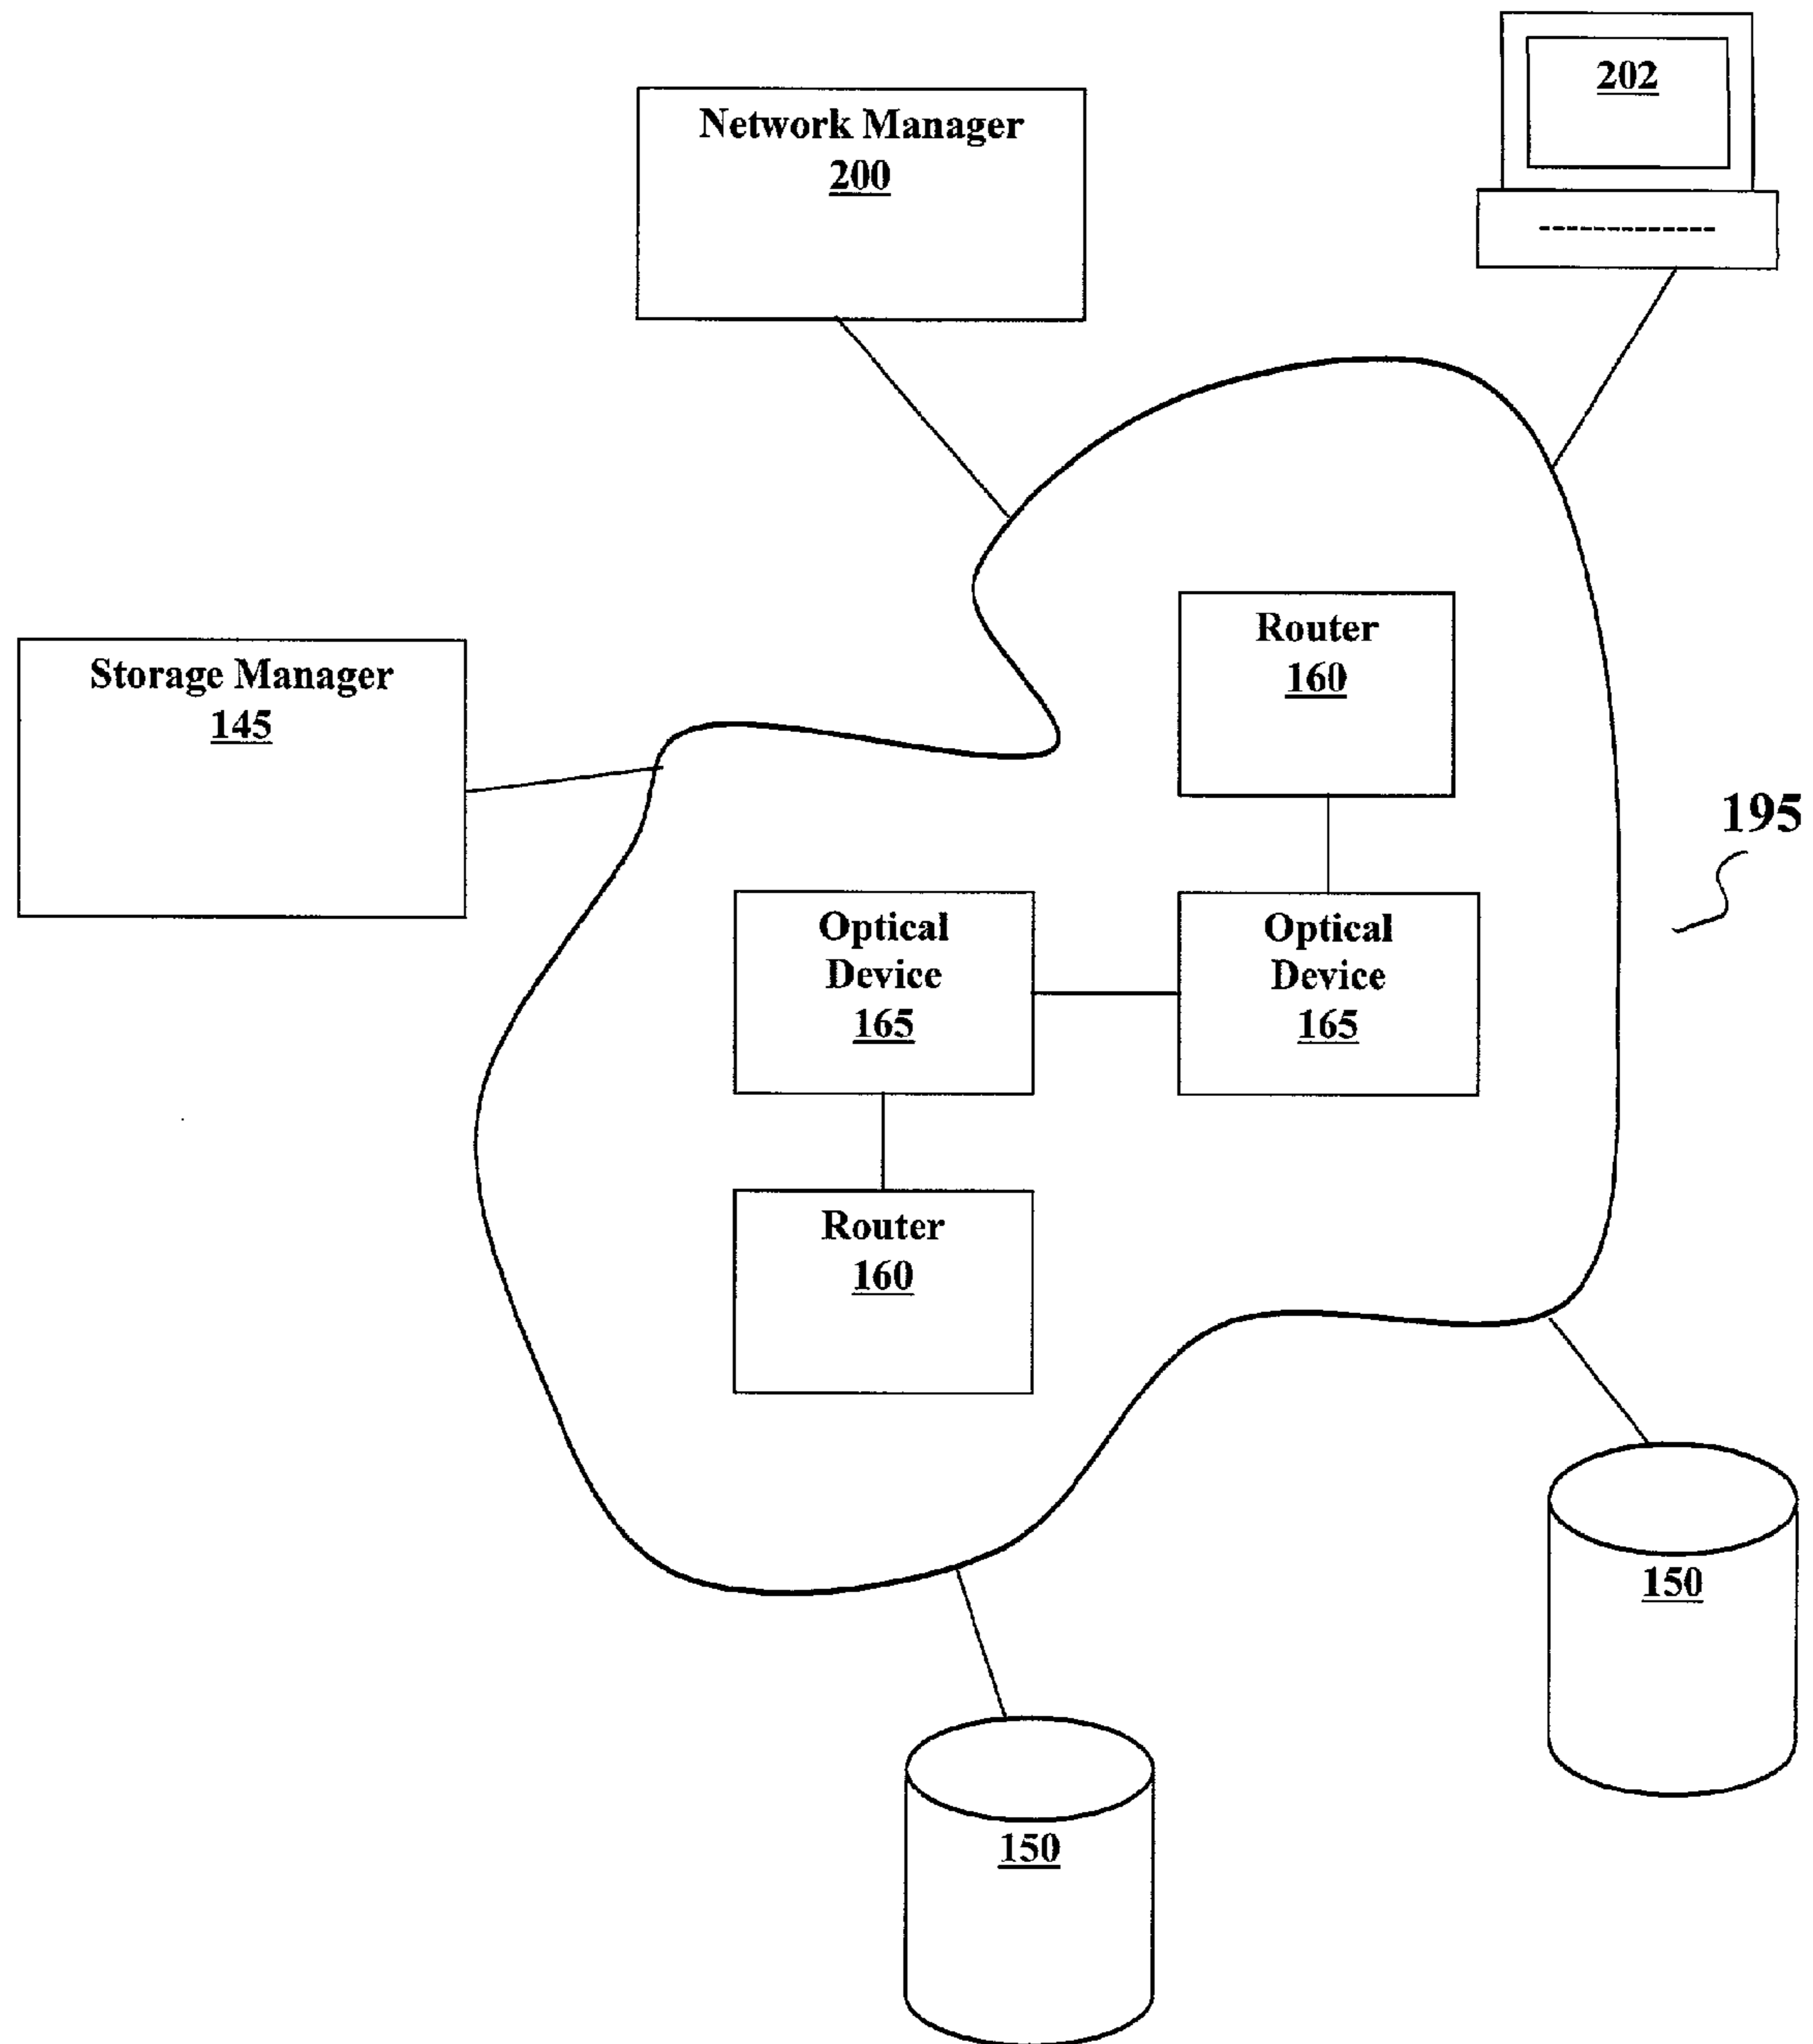 202
Network Manager
200
Router
160
Storage Manager
145
195
Optical
Device
165
Optical
Device
165
Router
160
150
150